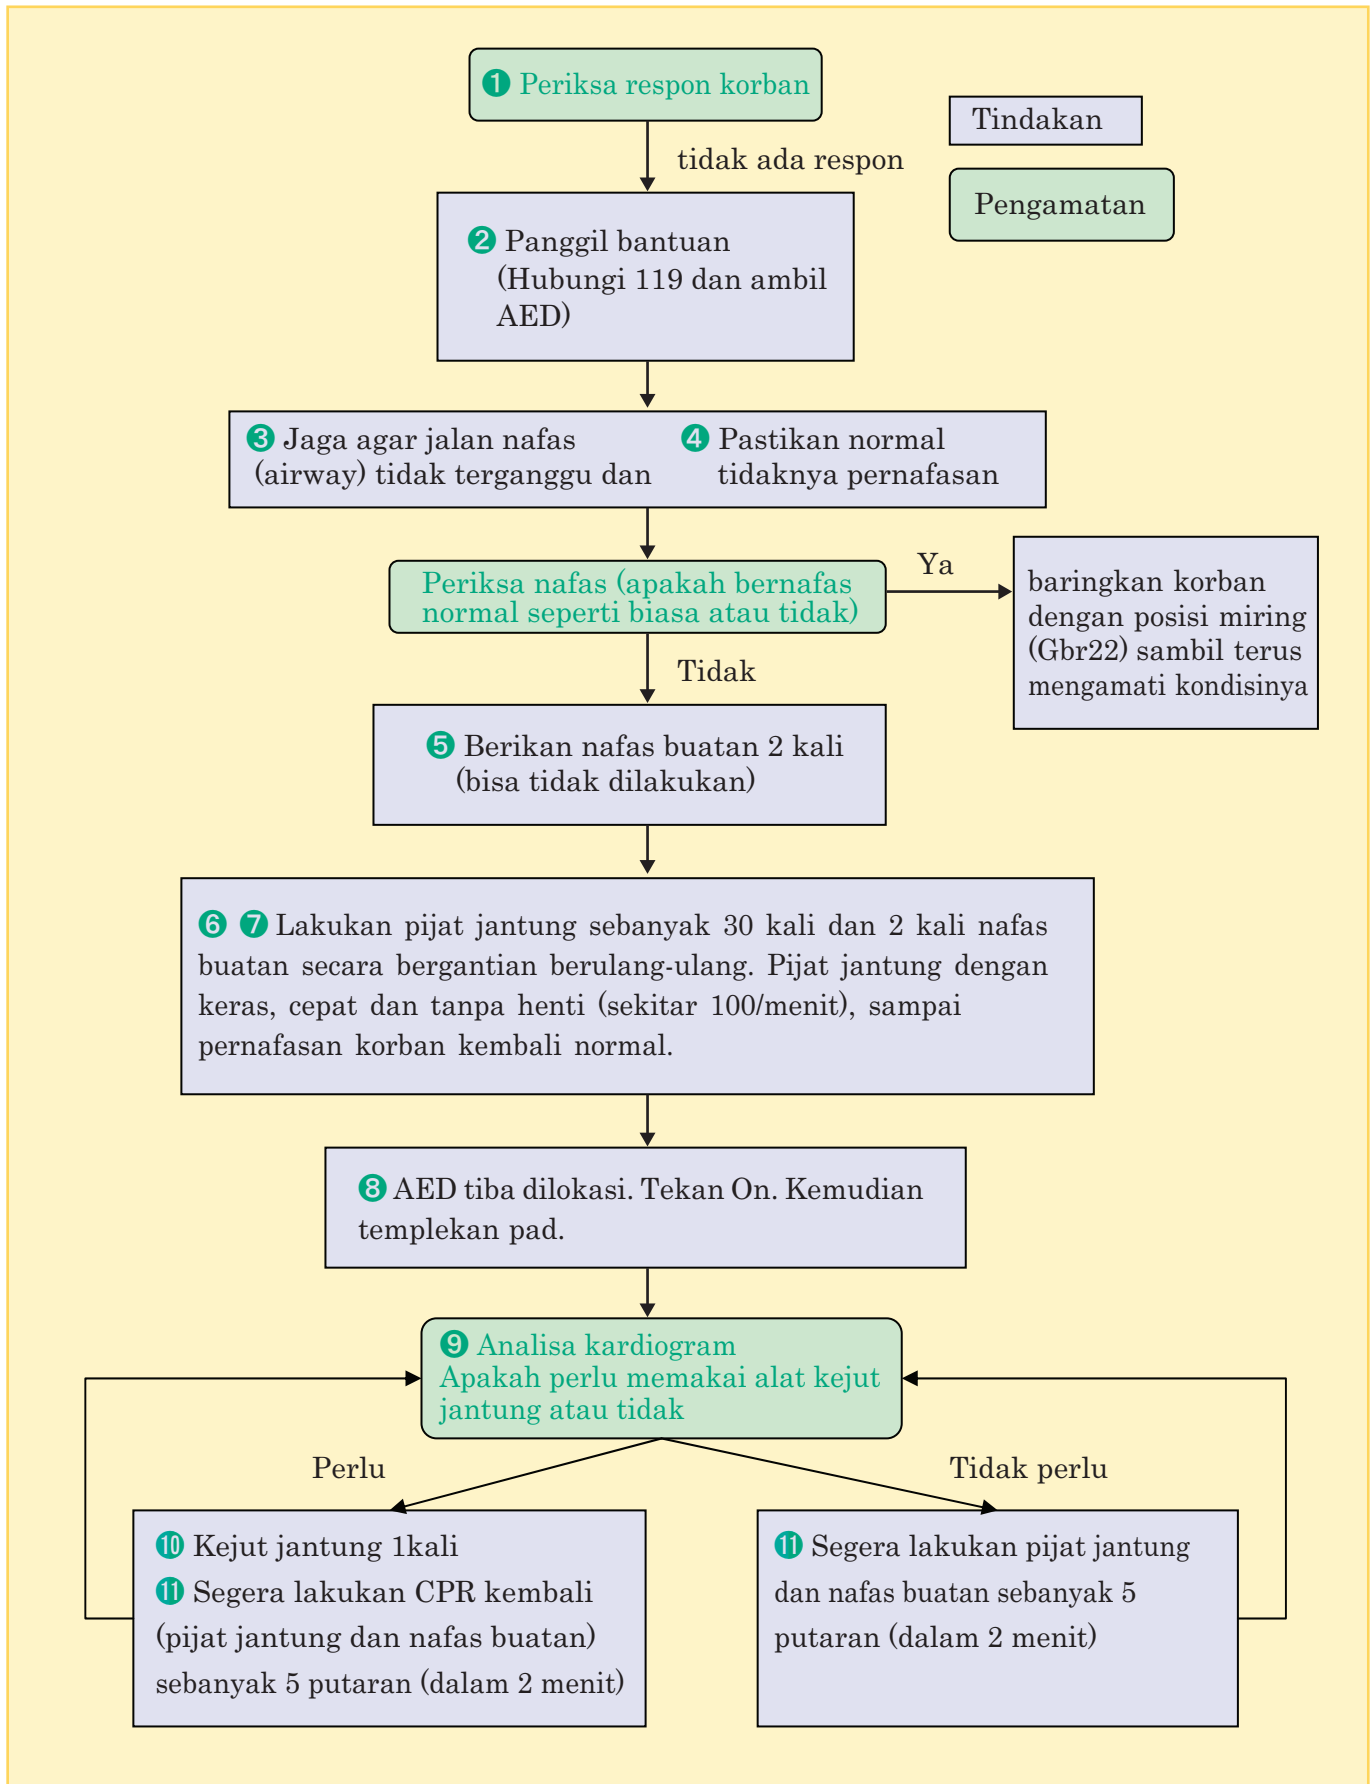 ❶ Periksa respon korban
Tindakan
Pengamatan
tidak ada respon
❷ Panggil bantuan
(Hubungi 119 dan ambil
AED)
❸ Jaga agar jalan nafas
(airway) tidak terganggu dan
❹ Pastikan normal
tidaknya pernafasan
Periksa nafas (apakah bernafas
normal seperti biasa atau tidak)
Ya
baringkan korban
dengan posisi miring
(Gbr22) sambil terus
mengamati kondisinya
Tidak
❺ Berikan nafas buatan 2 kali
(bisa tidak dilakukan)
❻ ❼ Lakukan pijat jantung sebanyak 30 kali dan 2 kali nafas
buatan secara bergantian berulang-ulang. Pijat jantung dengan
keras, cepat dan tanpa henti (sekitar 100/menit), sampai
pernafasan korban kembali normal.
❽ AED tiba dilokasi. Tekan On. Kemudian
templekan pad.
❾ Analisa kardiogram
Apakah perlu memakai alat kejut
jantung atau tidak
Perlu
Tidak perlu
❿ Kejut jantung 1kali
⓫ Segera lakukan CPR kembali
(pijat jantung dan nafas buatan)
sebanyak 5 putaran (dalam 2 menit)
⓫ Segera lakukan pijat jantung
dan nafas buatan sebanyak 5
putaran (dalam 2 menit)